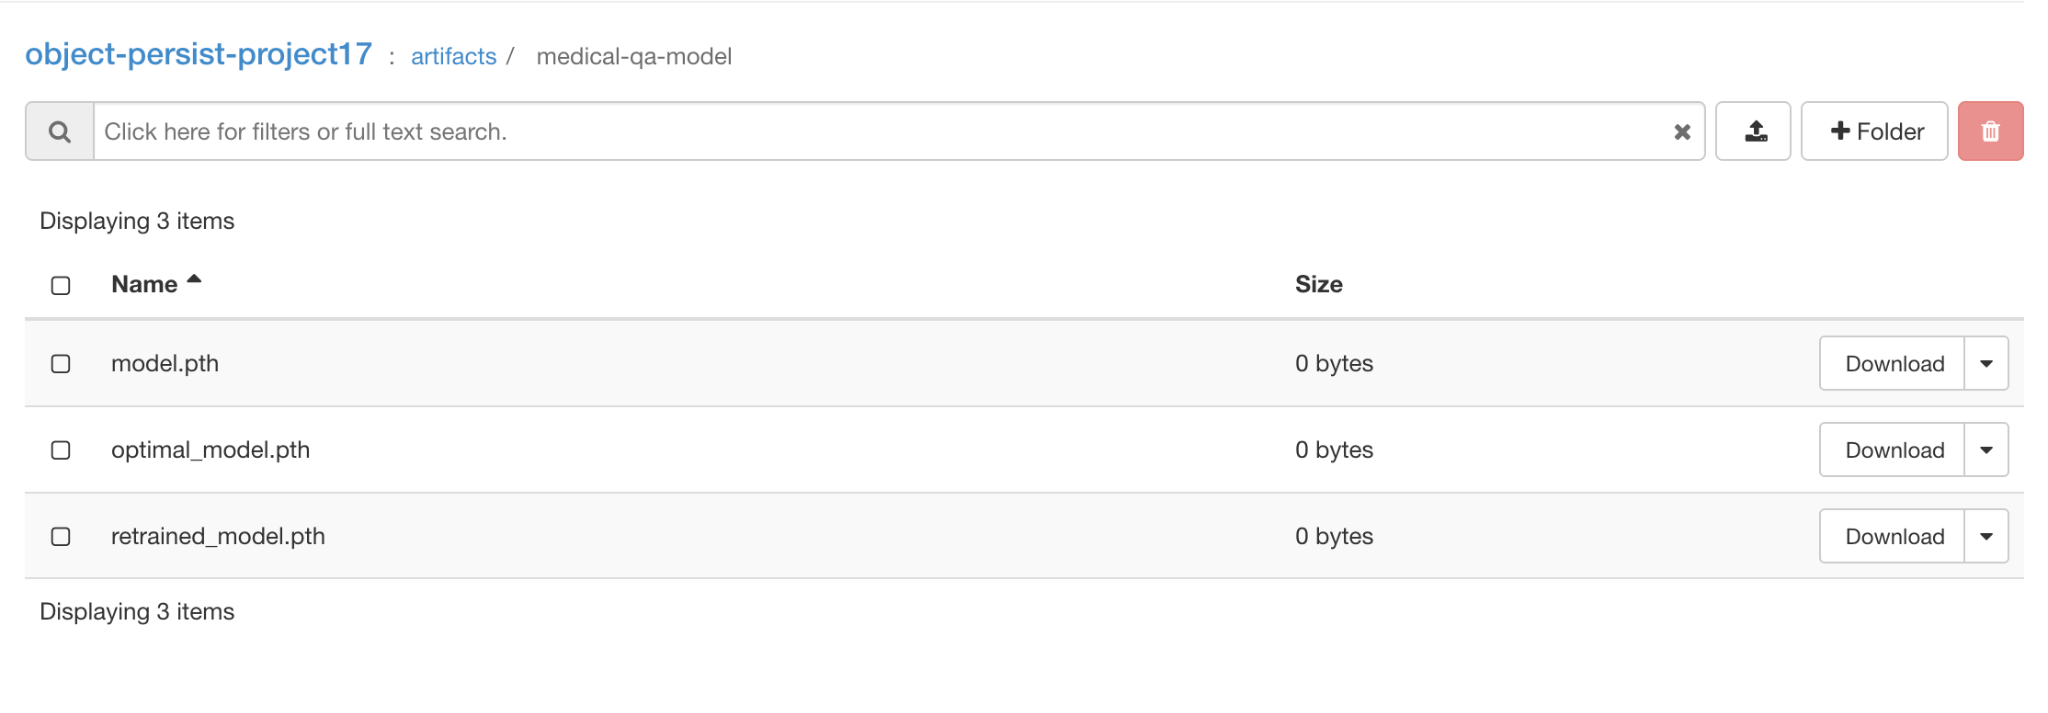 object-persist-project17 : artifacts / medical-qa-model
Click here for filters or full text search.
+ Folder
Displaying 3 items
Name Size
model.pth 0 bytes Download
optimal_model.pth 0 bytes Download
retrained_model.pth 0 bytes Download
Displaying 3 items